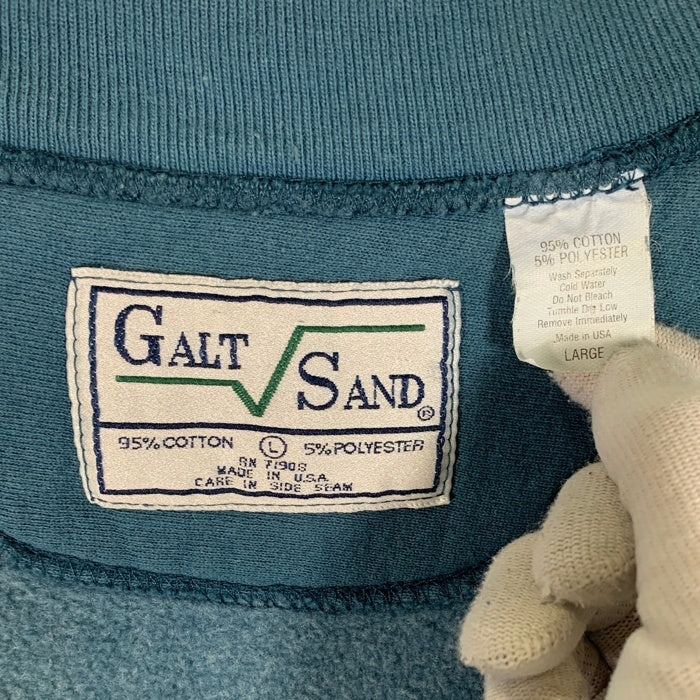 GALT
SAND®
95% COTTON L 5% POLYESTER
RN 71908
MADE IN U.S.A.
CARE IN SIDE SEAM
95% COTTON
5% POLYESTER
Wash Separately
Cold Water
Do Not Bleach
Tumble Dry Low
Remove Immediately
Made in USA
LARGE